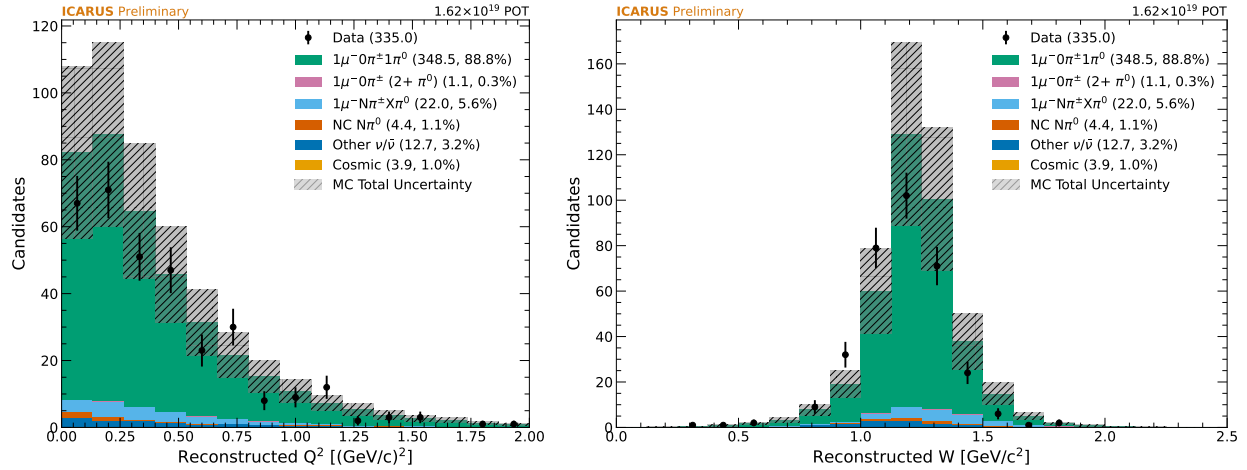 ICARUS Preliminary
1.62×10¹⁹ POT
Candidates
120
100
80
60
40
20
0
Data (335.0)
1μ⁻0π±1π⁰ (348.5, 88.8%)
1μ⁻0π± (2+ π⁰) (1.1, 0.3%)
1μ⁻Nπ±Xπ⁰ (22.0, 5.6%)
NC Nπ⁰ (4.4, 1.1%)
Other ν/ν̄ (12.7, 3.2%)
Cosmic (3.9, 1.0%)
MC Total Uncertainty
0.00 0.25 0.50 0.75 1.00 1.25 1.50 1.75 2.00
Reconstructed Q² [(GeV/c)²]
ICARUS Preliminary
1.62×10¹⁹ POT
Candidates
160
140
120
100
80
60
40
20
0
Data (335.0)
1μ⁻0π±1π⁰ (348.5, 88.8%)
1μ⁻0π± (2+ π⁰) (1.1, 0.3%)
1μ⁻Nπ±Xπ⁰ (22.0, 5.6%)
NC Nπ⁰ (4.4, 1.1%)
Other ν/ν̄ (12.7, 3.2%)
Cosmic (3.9, 1.0%)
MC Total Uncertainty
0.0 0.5 1.0 1.5 2.0 2.5
Reconstructed W [GeV/c²]